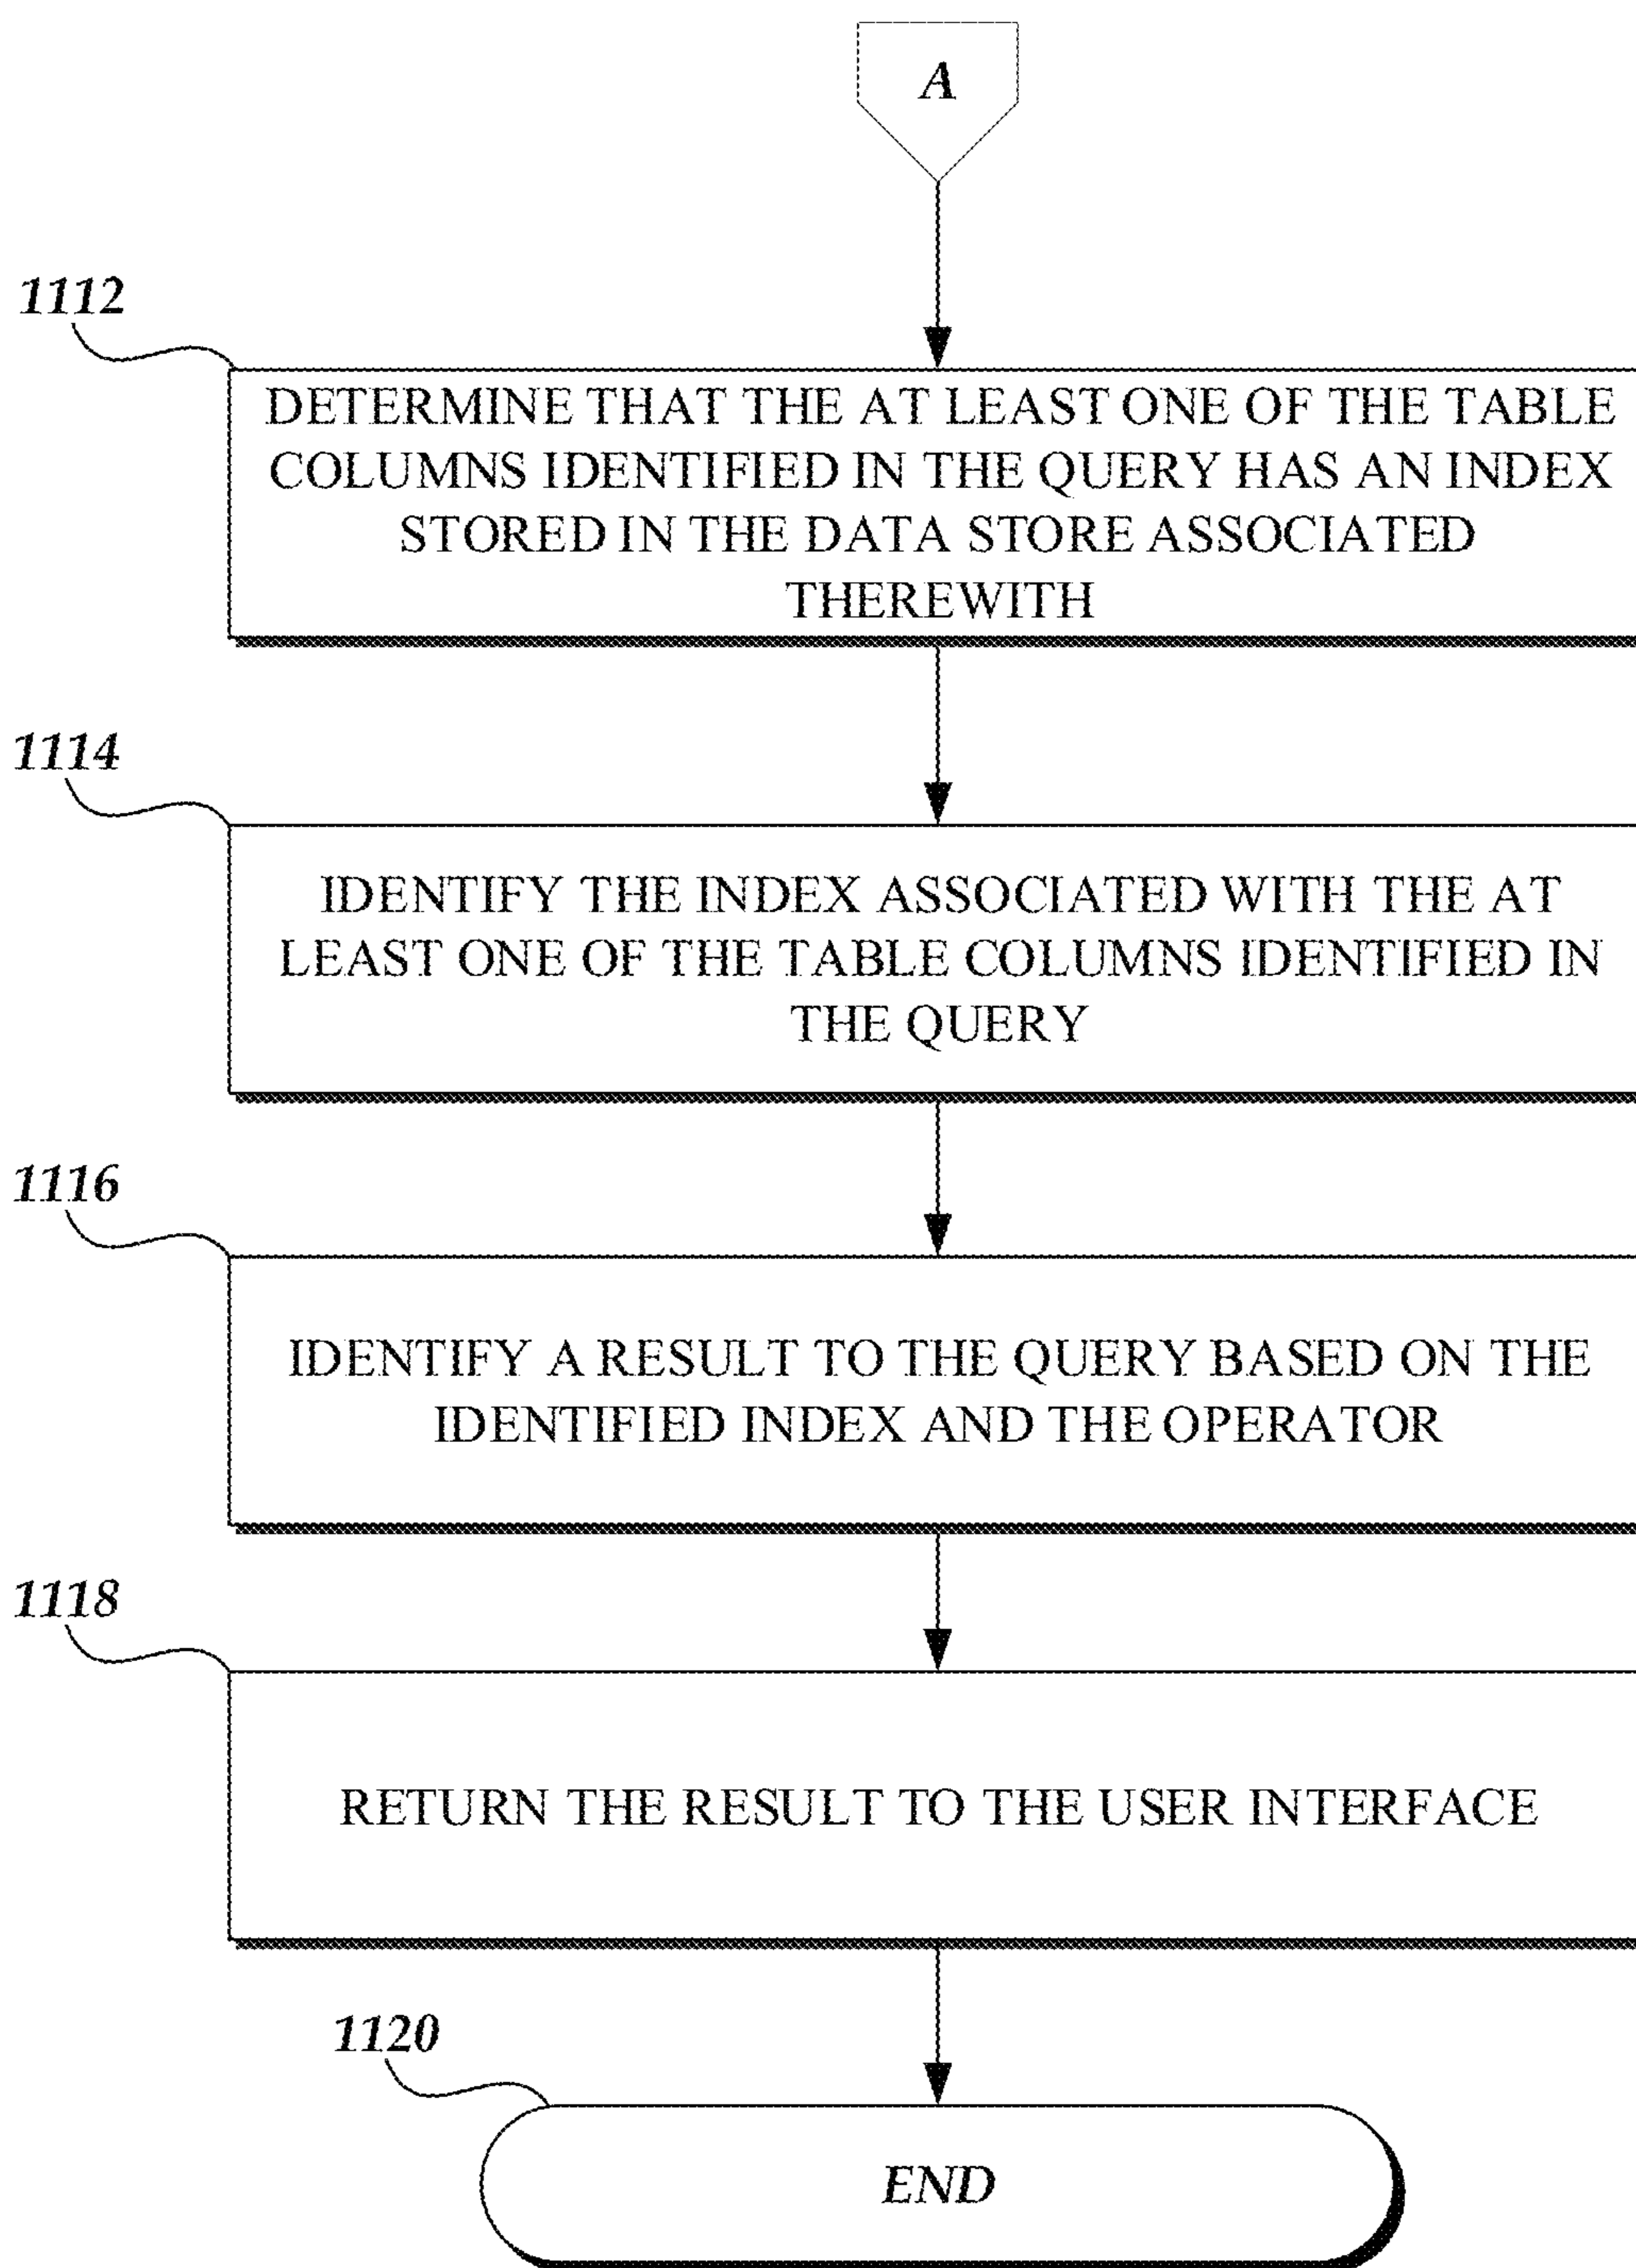 A
1112
DETERMINE THAT THE AT LEAST ONE OF THE TABLE
COLUMNS IDENTIFIED IN THE QUERY HAS AN INDEX
STORED IN THE DATA STORE ASSOCIATED
THEREWITH
1114
IDENTIFY THE INDEX ASSOCIATED WITH THE AT
LEAST ONE OF THE TABLE COLUMNS IDENTIFIED IN
THE QUERY
1116
IDENTIFY A RESULT TO THE QUERY BASED ON THE
IDENTIFIED INDEX AND THE OPERATOR
1118
RETURN THE RESULT TO THE USER INTERFACE
1120
END